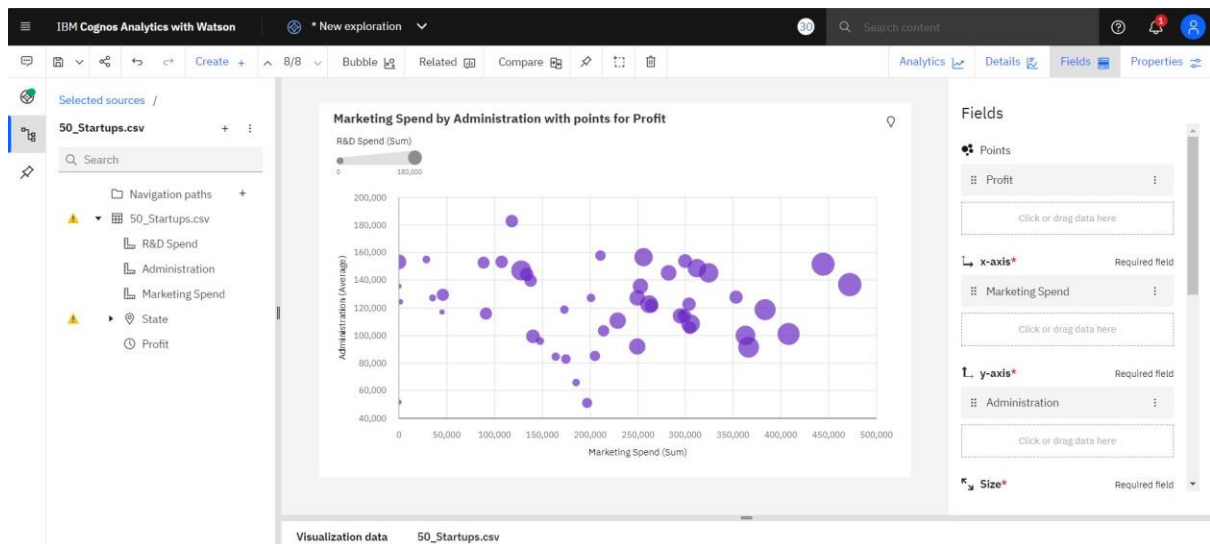 IBM Cognos Analytics with Watson
* New exploration
30
Search content
1
Create +
8/8
Bubble
Related
Compare
Analytics
Details
Fields
Properties
Selected sources /
50_Startups.csv
Search
Navigation paths
50_Startups.csv
R&D Spend
Administration
Marketing Spend
State
Profit
Marketing Spend by Administration with points for Profit
R&D Spend (Sum)
0 180,000
Administration (Average)
200,000
180,000
160,000
140,000
120,000
100,000
80,000
60,000
40,000
0 50,000 100,000 150,000 200,000 250,000 300,000 350,000 400,000 450,000 500,000
Marketing Spend (Sum)
Fields
Points
Profit
Click or drag data here
x-axis* Required field
Marketing Spend
Click or drag data here
y-axis* Required field
Administration
Click or drag data here
Size* Required field
Visualization data 50_Startups.csv